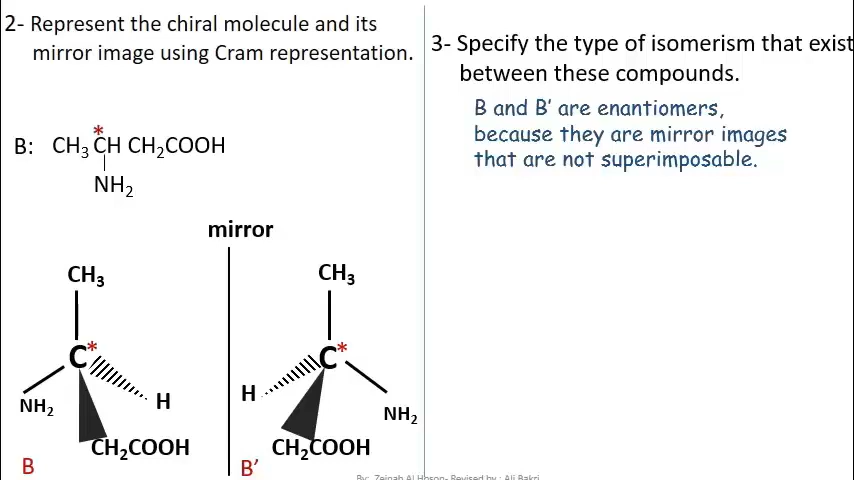 2- Represent the chiral molecule and its
mirror image using Cram representation.
B: CH3 *CH CH2COOH
NH2
mirror
CH3
C*
NH2
H
CH2COOH
B
CH3
C*
H
NH2
CH2COOH
B'
3- Specify the type of isomerism that exist
between these compounds.
B and B' are enantiomers,
because they are mirror images
that are not superimposable.
By: Zeinab Al Hoson- Revised by : Ali Bakri